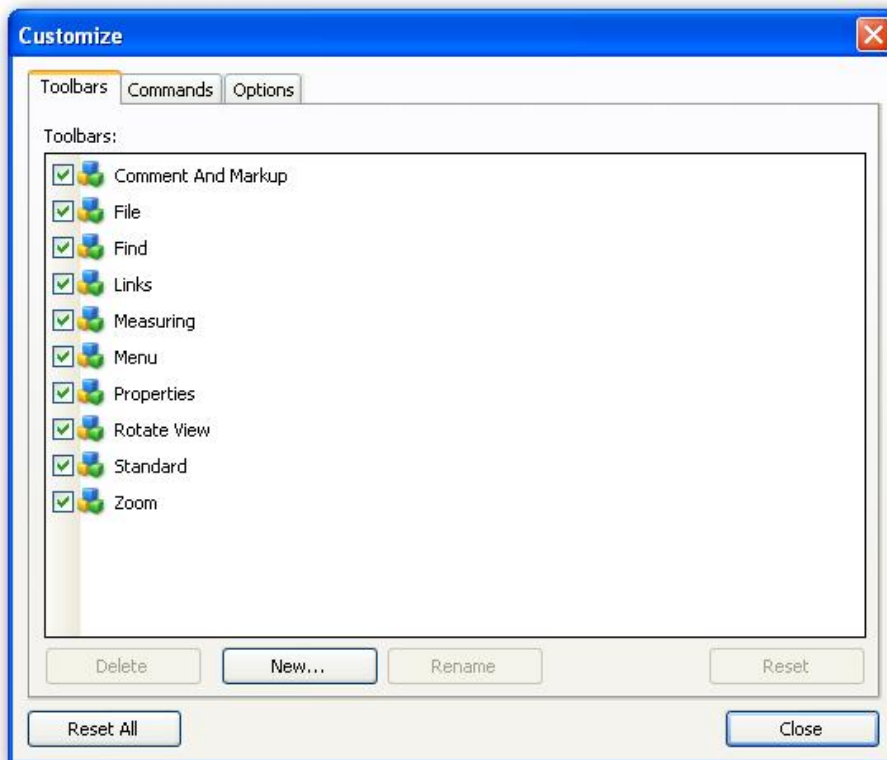 Customize
Toolbars Commands Options
Toolbars:
Comment And Markup
File
Find
Links
Measuring
Menu
Properties
Rotate View
Standard
Zoom
Delete New... Rename Reset
Reset All Close